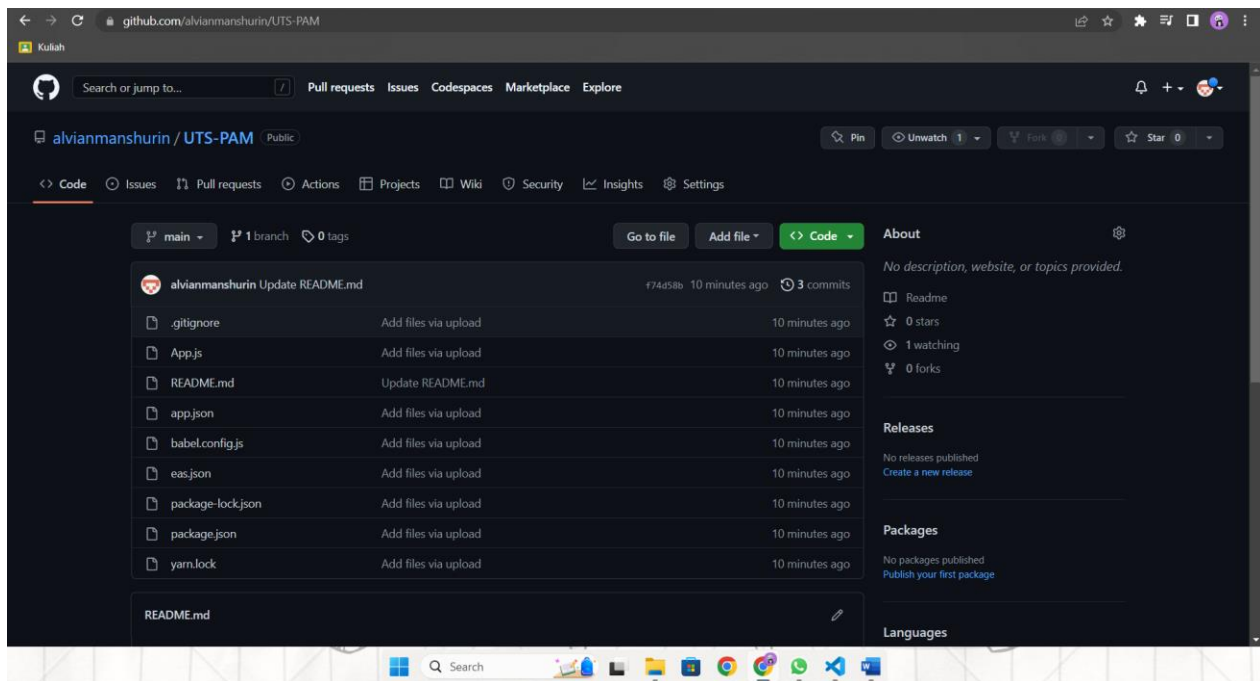 github.com/alvianmanshurin/UTS-PAM
Kuliah
Search or jump to... /
Pull requests Issues Codespaces Marketplace Explore
alvianmanshurin / UTS-PAM Public
Pin Unwatch 1 Fork 0 Star 0
Code Issues Pull requests Actions Projects Wiki Security Insights Settings
main 1 branch 0 tags Go to file Add file Code
alvianmanshurin Update README.md f74d58b 10 minutes ago 3 commits
.gitignore Add files via upload 10 minutes ago
App.js Add files via upload 10 minutes ago
README.md Update README.md 10 minutes ago
app.json Add files via upload 10 minutes ago
babel.config.js Add files via upload 10 minutes ago
eas.json Add files via upload 10 minutes ago
package-lock.json Add files via upload 10 minutes ago
package.json Add files via upload 10 minutes ago
yarn.lock Add files via upload 10 minutes ago
README.md
About
No description, website, or topics provided.
Readme
0 stars
1 watching
0 forks
Releases
No releases published
Create a new release
Packages
No packages published
Publish your first package
Languages
Search